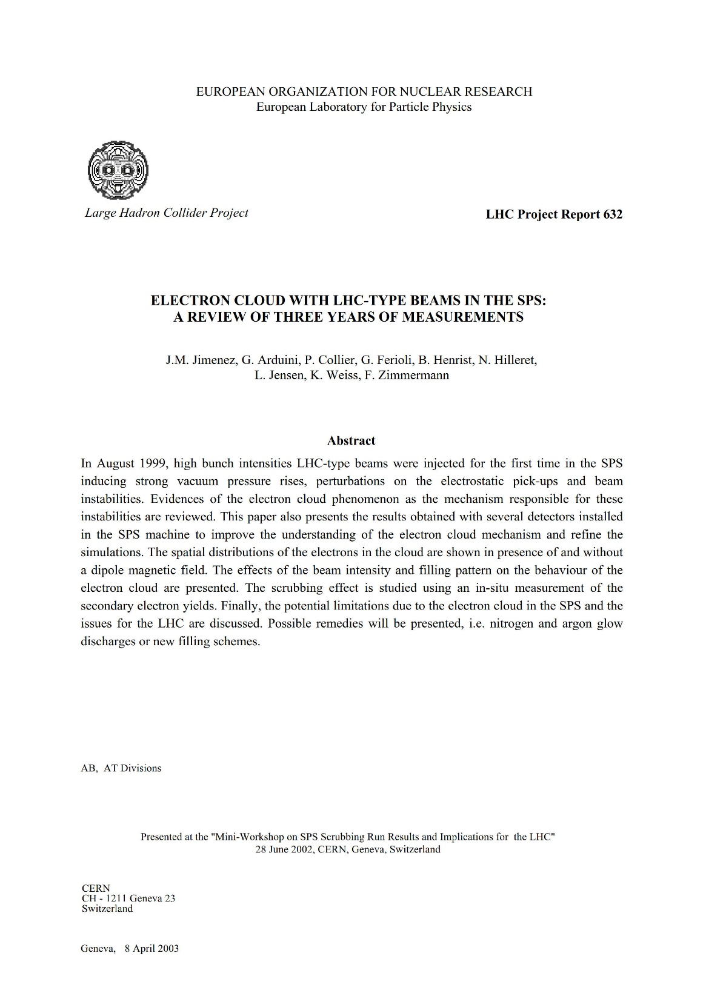 EUROPEAN ORGANIZATION FOR NUCLEAR RESEARCH
European Laboratory for Particle Physics
Large Hadron Collider Project
LHC Project Report 632
ELECTRON CLOUD WITH LHC-TYPE BEAMS IN THE SPS:
A REVIEW OF THREE YEARS OF MEASUREMENTS
J.M. Jimenez, G. Arduini, P. Collier, G. Ferioli, B. Henrist, N. Hilleret,
L. Jensen, K. Weiss, F. Zimmermann
Abstract
In August 1999, high bunch intensities LHC-type beams were injected for the first time in the SPS
inducing strong vacuum pressure rises, perturbations on the electrostatic pick-ups and beam
instabilities. Evidences of the electron cloud phenomenon as the mechanism responsible for these
instabilities are reviewed. This paper also presents the results obtained with several detectors installed
in the SPS machine to improve the understanding of the electron cloud mechanism and refine the
simulations. The spatial distributions of the electrons in the cloud are shown in presence of and without
a dipole magnetic field. The effects of the beam intensity and filling pattern on the behaviour of the
electron cloud are presented. The scrubbing effect is studied using an in-situ measurement of the
secondary electron yields. Finally, the potential limitations due to the electron cloud in the SPS and the
issues for the LHC are discussed. Possible remedies will be presented, i.e. nitrogen and argon glow
discharges or new filling schemes.
AB, AT Divisions
Presented at the "Mini-Workshop on SPS Scrubbing Run Results and Implications for the LHC"
28 June 2002, CERN, Geneva, Switzerland
CERN
CH - 1211 Geneva 23
Switzerland
Geneva, 8 April 2003